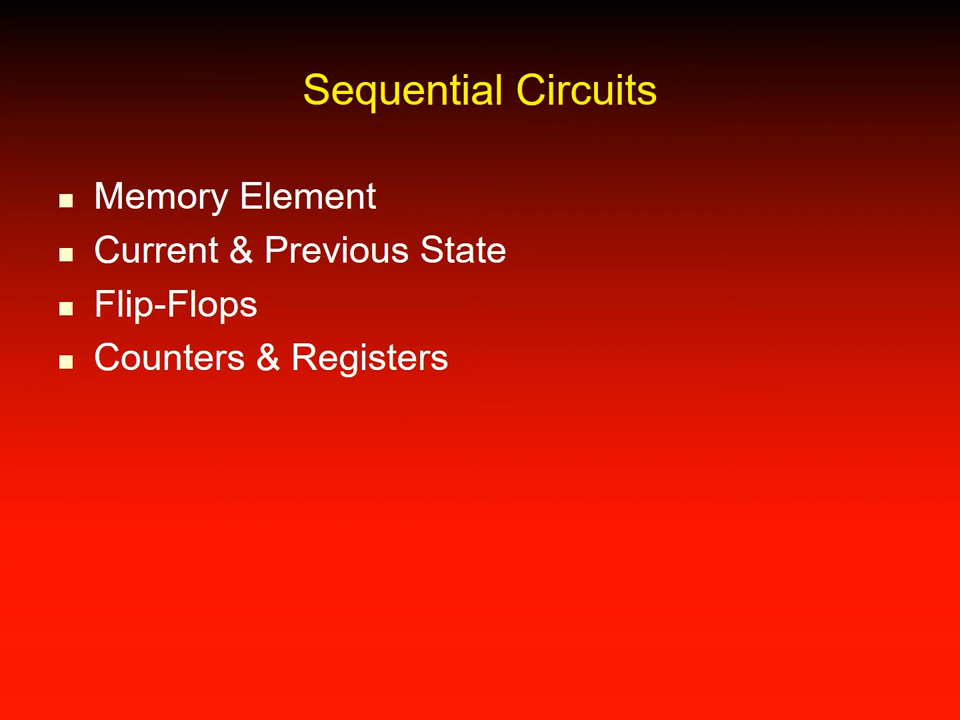 Sequential Circuits
Memory Element
Current & Previous State
Flip-Flops
Counters & Registers